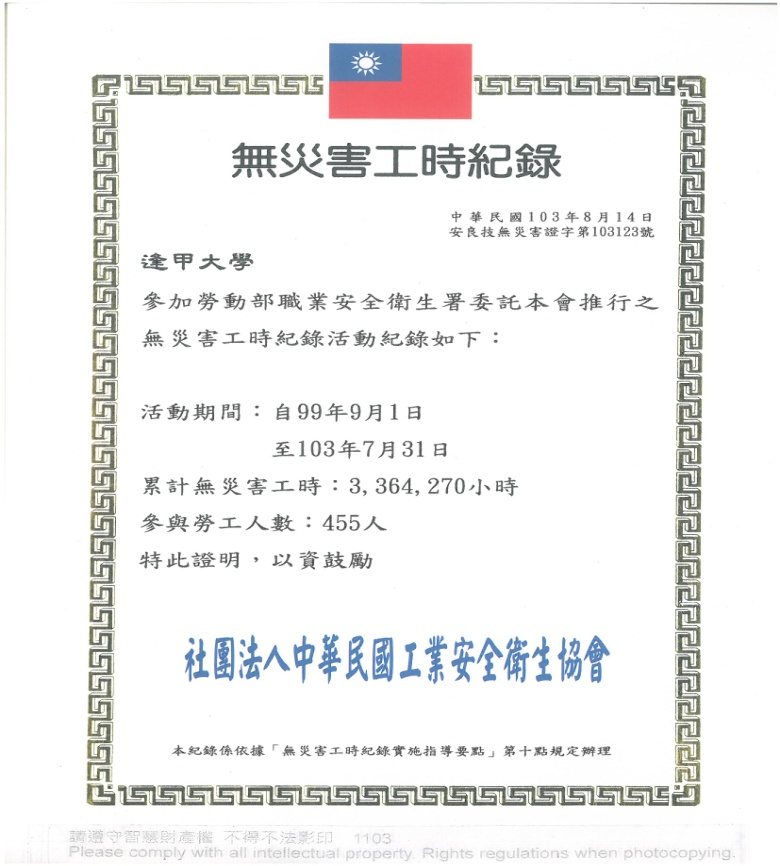 無災害工時紀錄
中華民國103年8月14日
安良技無災害證字第103123號
逢甲大學
參加勞動部職業安全衛生署委託本會推行之
無災害工時紀錄活動紀錄如下：
活動期間：自99年9月1日
至103年7月31日
累計無災害工時：3,364,270小時
參與勞工人數：455人
特此證明，以資鼓勵
社團法人中華民國工業安全衛生協會
本紀錄係依據「無災害工時紀錄實施指導要點」第十點規定辦理
請遵守智慧財產權 不得不法影印 1103
Please comply with all intellectual property. Rights regulations when photocopying.